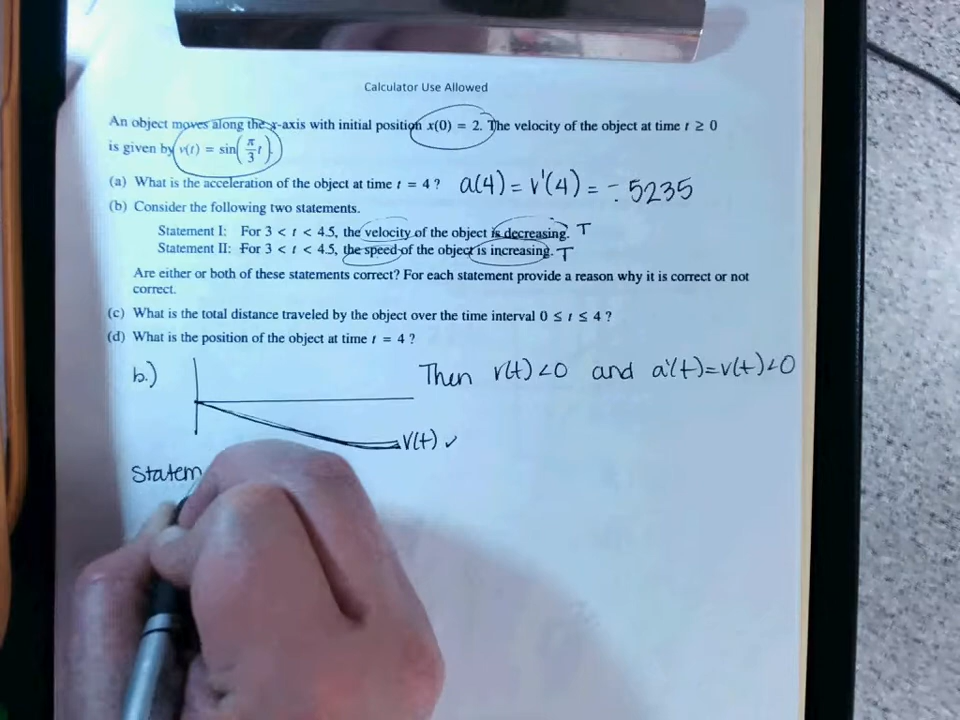 Calculator Use Allowed
An object moves along the x-axis with initial position x(0) = 2. The velocity of the object at time t ≥ 0
is given by v(t) = sin(π/3 t).
(a) What is the acceleration of the object at time t = 4 ? a(4) = v'(4) = -.5235
(b) Consider the following two statements.
Statement I: For 3 < t < 4.5, the velocity of the object is decreasing. T
Statement II: For 3 < t < 4.5, the speed of the object is increasing. T
Are either or both of these statements correct? For each statement provide a reason why it is correct or not
correct.
(c) What is the total distance traveled by the object over the time interval 0 ≤ t ≤ 4 ?
(d) What is the position of the object at time t = 4 ?
b.) Then v(t) <0 and a'(t)=v(t)<0
v(t) ✓
Statem